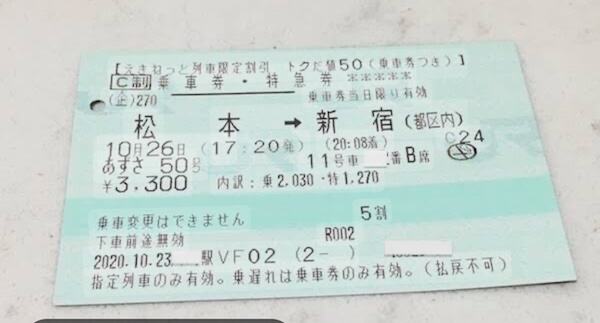 【えきねっと列車限定割引 トクだ値50(乗車券つき)】
C制 乗車券・特急券 *****
(企)270 乗車券当日限り有効
松本 → 新宿(都区内)
10月26日 (17:20発) (20:08着) C24
あずさ 50号 11号車 番B席
¥3,300 内訳:乗2,030・特1,270
乗車変更はできません 5割
下車前途無効 R002
2020.10.23 駅VF02 (2-)
指定列車のみ有効。乗遅れは乗車券のみ有効。(払戻不可)